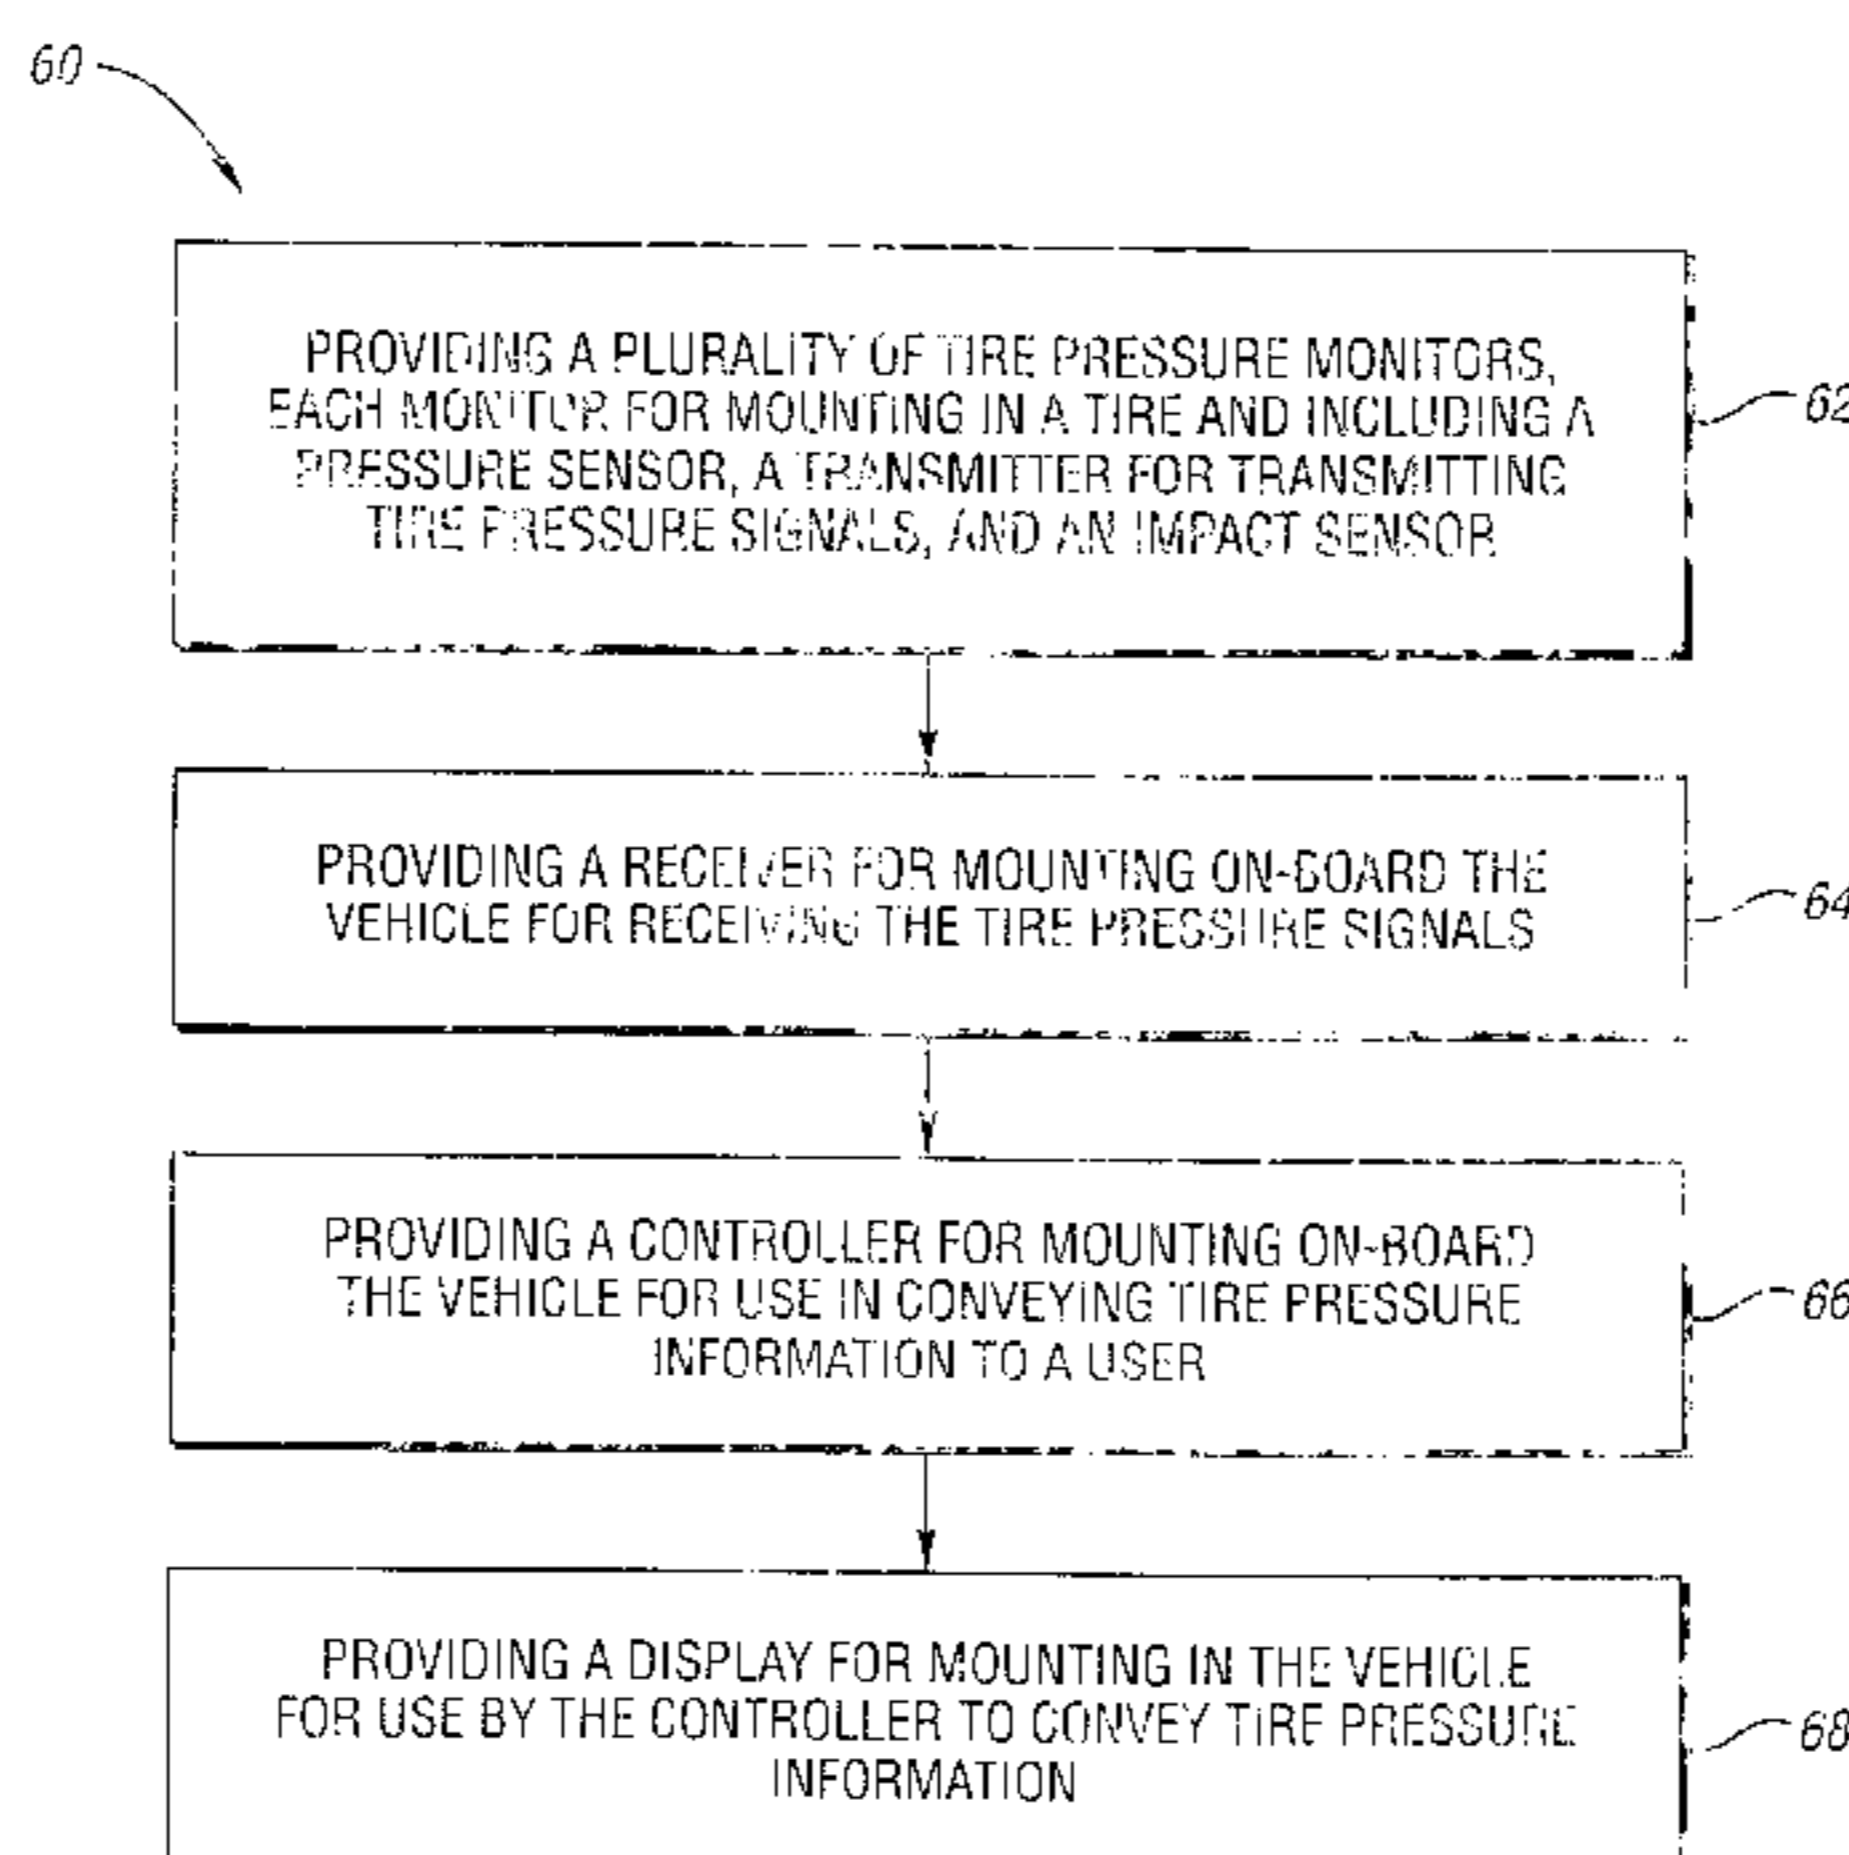 60
PROVIDING A PLURALITY OF TIRE PRESSURE MONITORS,
EACH MONITOR FOR MOUNTING IN A TIRE AND INCLUDING A
PRESSURE SENSOR, A TRANSMITTER FOR TRANSMITTING
TIRE PRESSURE SIGNALS, AND AN IMPACT SENSOR
62
PROVIDING A RECEIVER FOR MOUNTING ON-BOARD THE
VEHICLE FOR RECEIVING THE TIRE PRESSURE SIGNALS
64
PROVIDING A CONTROLLER FOR MOUNTING ON-BOARD
THE VEHICLE FOR USE IN CONVEYING TIRE PRESSURE
INFORMATION TO A USER
66
PROVIDING A DISPLAY FOR MOUNTING IN THE VEHICLE
FOR USE BY THE CONTROLLER TO CONVEY TIRE PRESSURE
INFORMATION
68